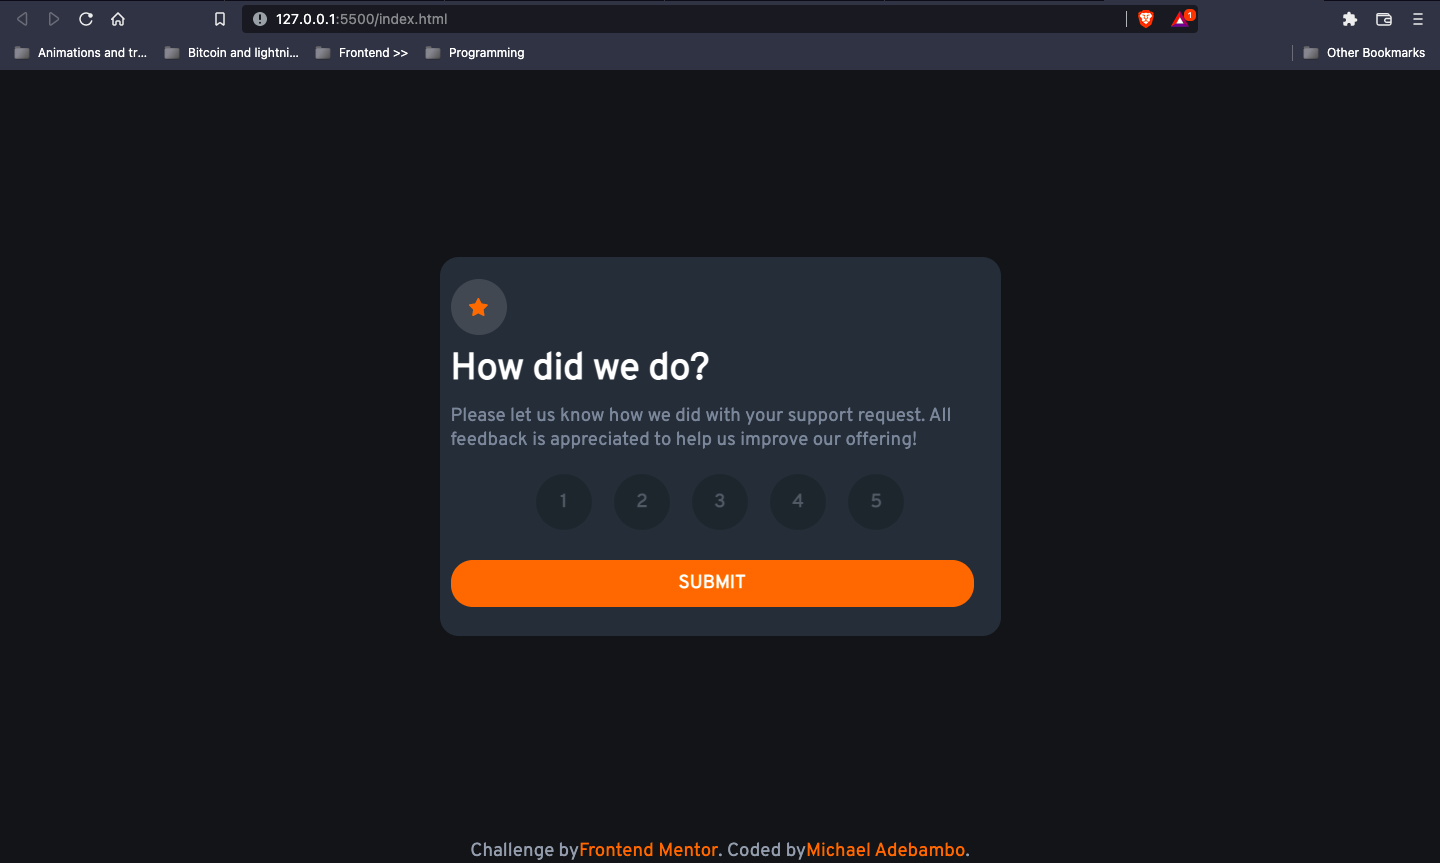 127.0.0.1:5500/index.html
1
Animations and tr... Bitcoin and lightni... Frontend >> Programming Other Bookmarks
How did we do?
Please let us know how we did with your support request. All
feedback is appreciated to help us improve our offering!
1 2 3 4 5
SUBMIT
Challenge byFrontend Mentor. Coded byMichael Adebambo.